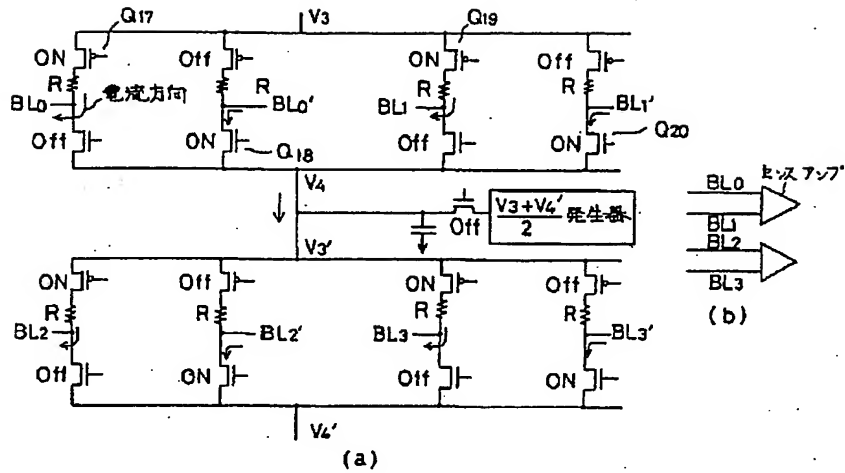 Q17
V3
Q19
ON
Off
ON
Off
R
R
R
R
BL0
電流方向
BL0'
BL1
BL1'
Off
ON
Off
ON
Q18
Q20
V4
Off
V3+V4'
2
発生器
V3'
ON
Off
ON
Off
R
R
R
R
BL2
BL2'
BL3
BL3'
Off
ON
Off
ON
V4'
(a)
センスアンプ
BL0
BL1
BL2
BL3
(b)